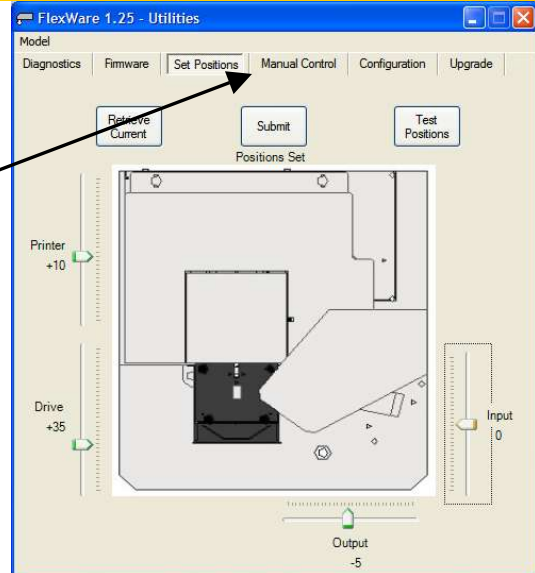 FlexWare 1.25 - Utilities
Model
Diagnostics Firmware Set Positions Manual Control Configuration Upgrade
Retrieve Current
Submit
Test Positions
Positions Set
Printer
+10
Drive
+35
Input
0
Output
-5